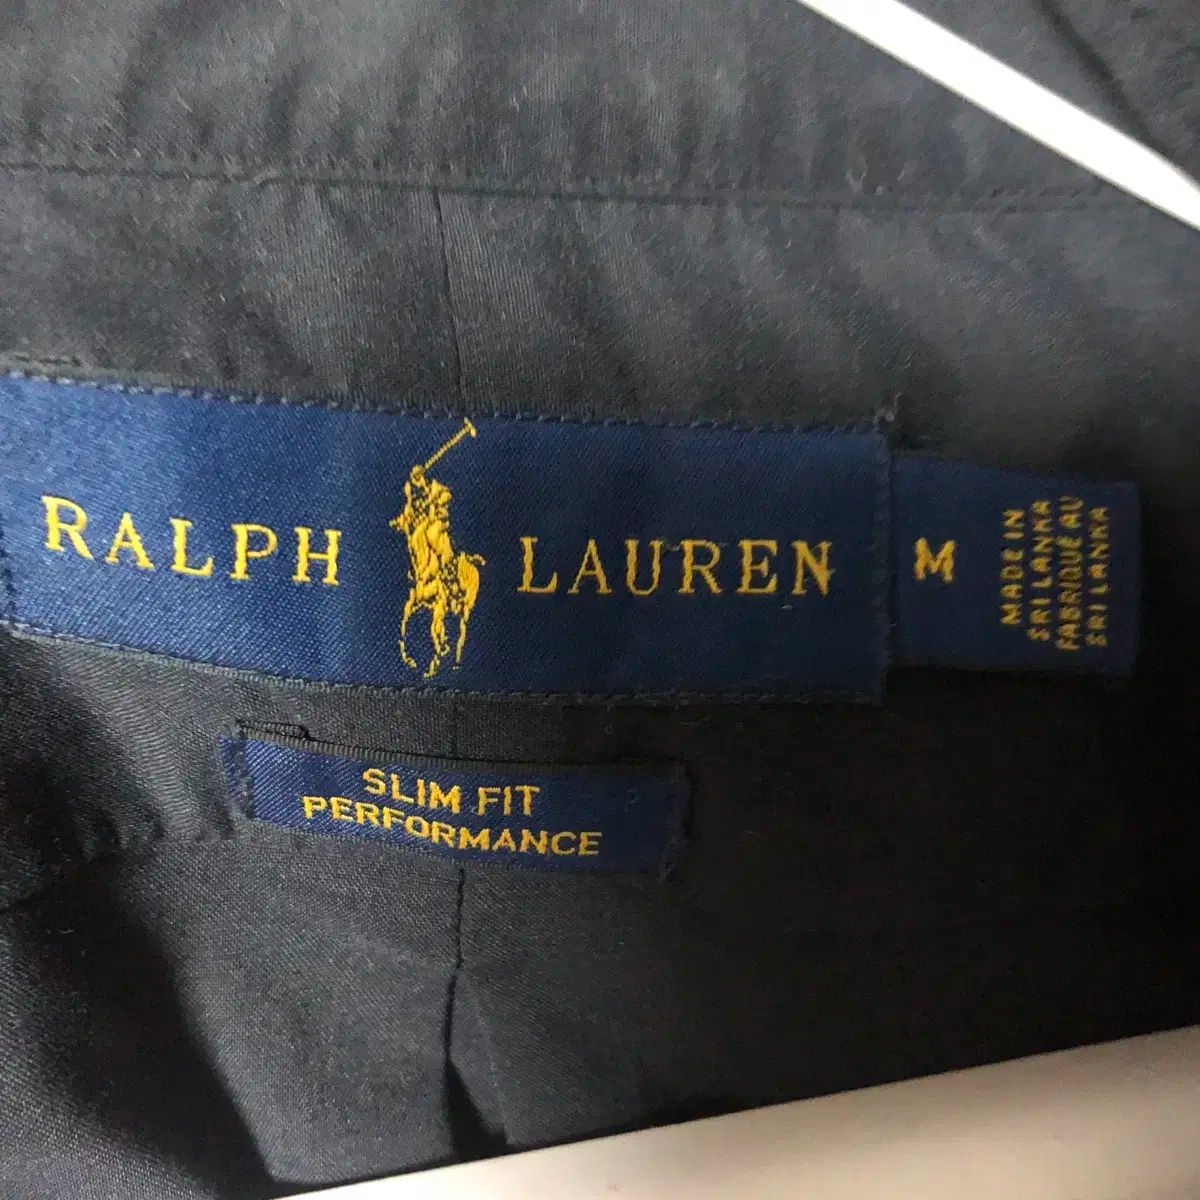 RALPH LAUREN
M
MADE IN
SRI LANKA
FABRIQUÉ AU
SRI LANKA
SLIM FIT
PERFORMANCE